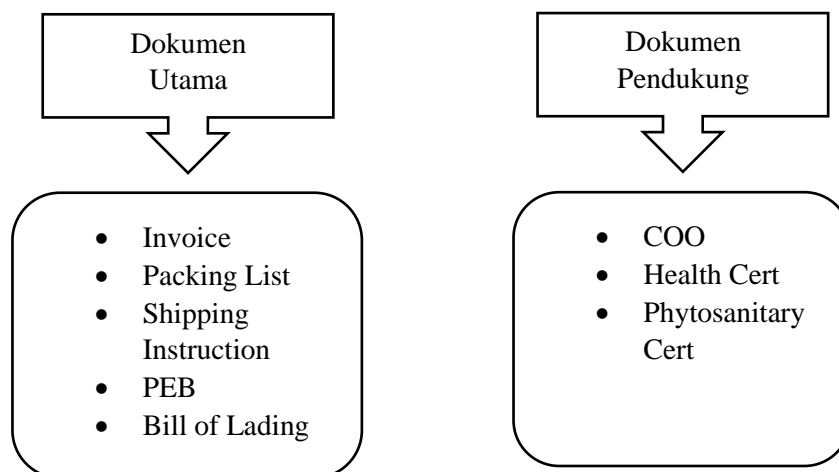 Dokumen
Utama
• Invoice
• Packing List
• Shipping
Instruction
• PEB
• Bill of Lading
Dokumen
Pendukung
• COO
• Health Cert
• Phytosanitary
Cert